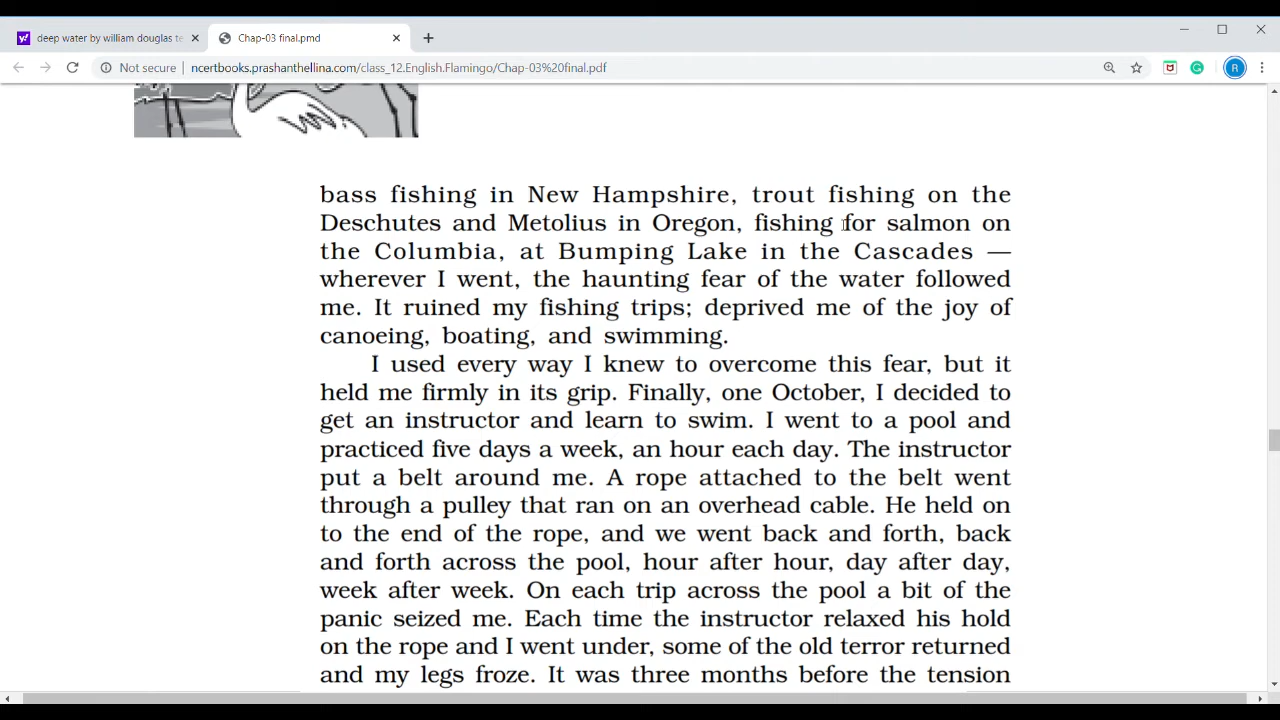 deep water by william douglas te
Chap-03 final.pmd
Not secure | ncertbooks.prashanthellina.com/class_12.English.Flamingo/Chap-03%20final.pdf
R
bass fishing in New Hampshire, trout fishing on the
Deschutes and Metolius in Oregon, fishing for salmon on
the Columbia, at Bumping Lake in the Cascades —
wherever I went, the haunting fear of the water followed
me. It ruined my fishing trips; deprived me of the joy of
canoeing, boating, and swimming.
I used every way I knew to overcome this fear, but it
held me firmly in its grip. Finally, one October, I decided to
get an instructor and learn to swim. I went to a pool and
practiced five days a week, an hour each day. The instructor
put a belt around me. A rope attached to the belt went
through a pulley that ran on an overhead cable. He held on
to the end of the rope, and we went back and forth, back
and forth across the pool, hour after hour, day after day,
week after week. On each trip across the pool a bit of the
panic seized me. Each time the instructor relaxed his hold
on the rope and I went under, some of the old terror returned
and my legs froze. It was three months before the tension